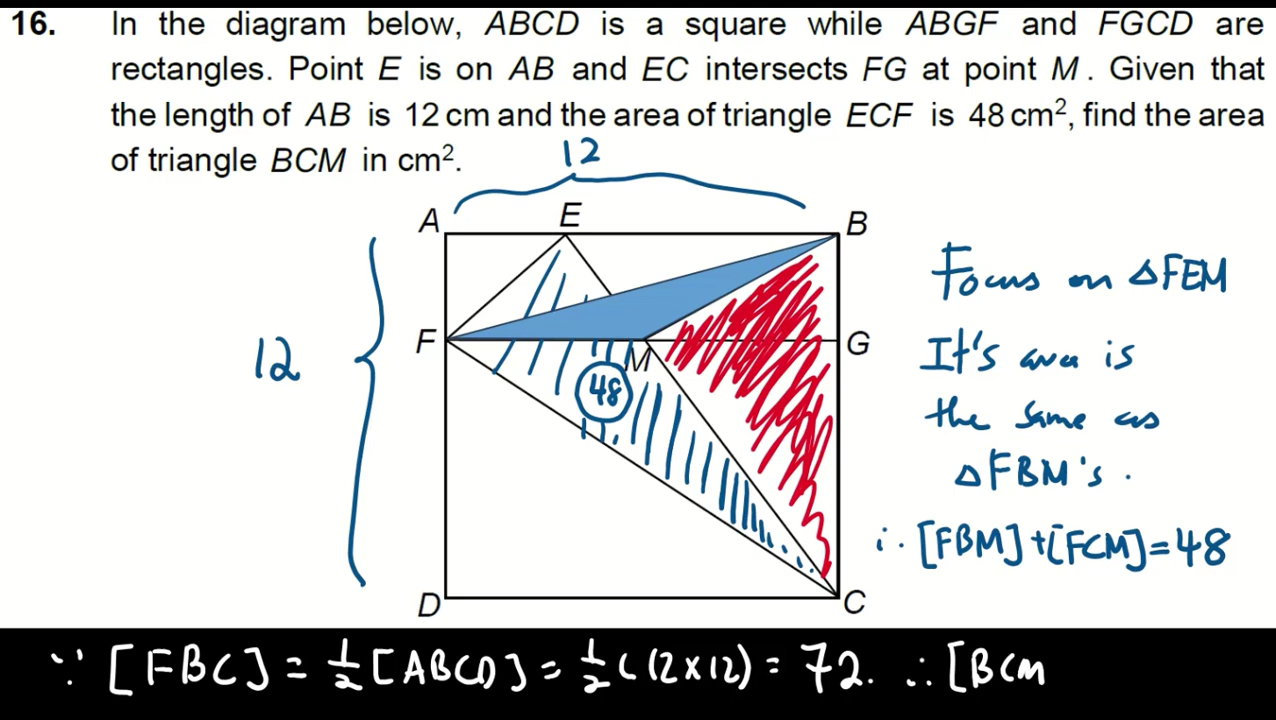 16. In the diagram below, ABCD is a square while ABGF and FGCD are
rectangles. Point E is on AB and EC intersects FG at point M. Given that
the length of AB is 12 cm and the area of triangle ECF is 48 cm², find the area
of triangle BCM in cm².
12
A E B
Focus on △FEM
12
F M G
It's area is
48
the same as
△FBM's.
∴ [FBM]+[FCM]=48
D C
∵ [FBC] = ½[ABCD] = ½(12×12) = 72. ∴ [BCM